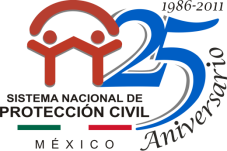 1986-2011
25
Aniversario
SISTEMA NACIONAL DE
PROTECCIÓN CIVIL
MÉXICO